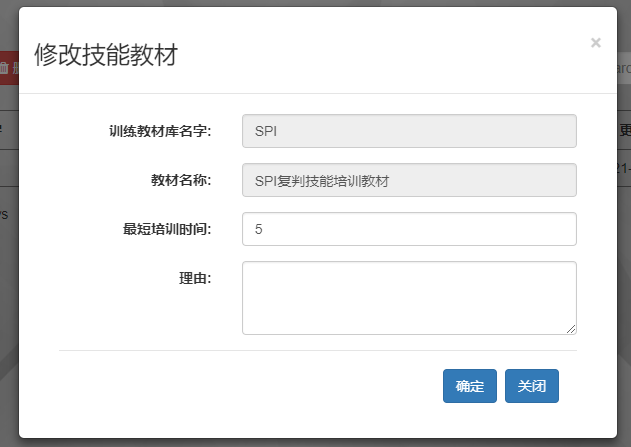 修改技能教材
×
训练教材库名字:
SPI
教材名称:
SPI复判技能培训教材
最短培训时间:
5
理由:
确定
关闭
更
21-